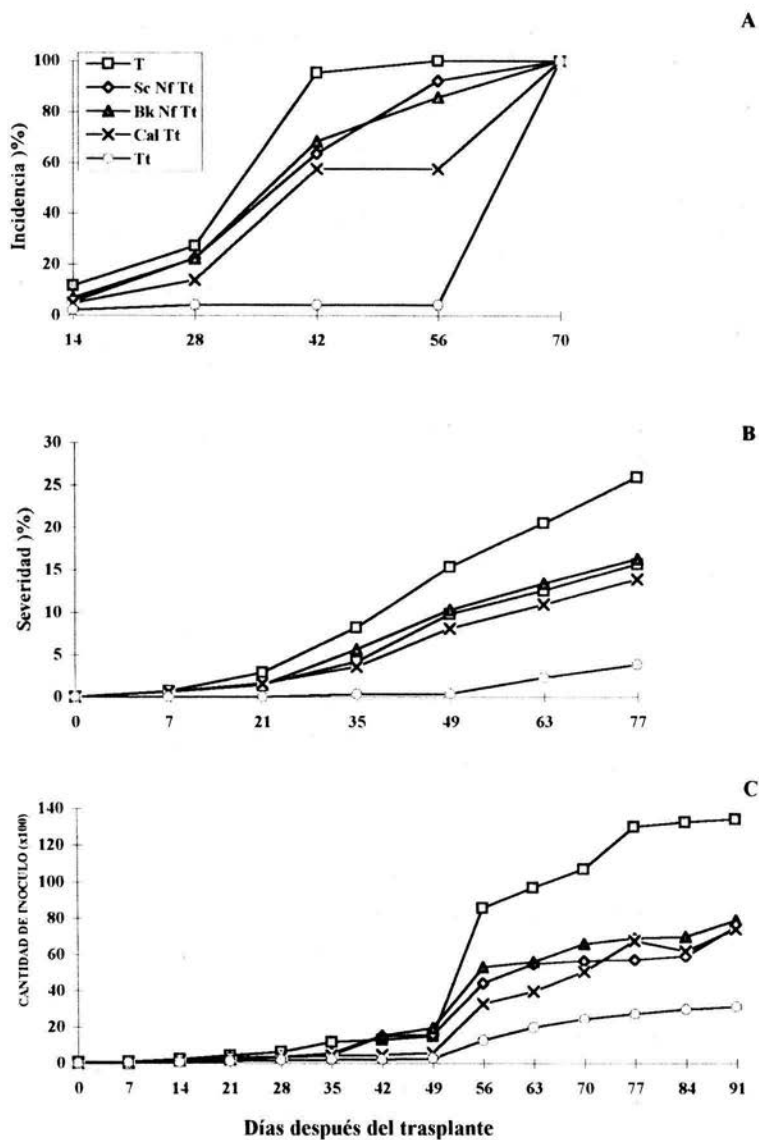 A
T
Sc Nf Tt
Bk Nf Tt
Cal Tt
Tt
Incidencia )%)
100
80
60
40
20
0
14 28 42 56 70
B
Severidad )%)
30
25
20
15
10
5
0
0 7 21 35 49 63 77
C
CANTIDAD DE INOCULO (x100)
140
120
100
80
60
40
20
0
0 7 14 21 28 35 42 49 56 63 70 77 84 91
Días después del trasplante